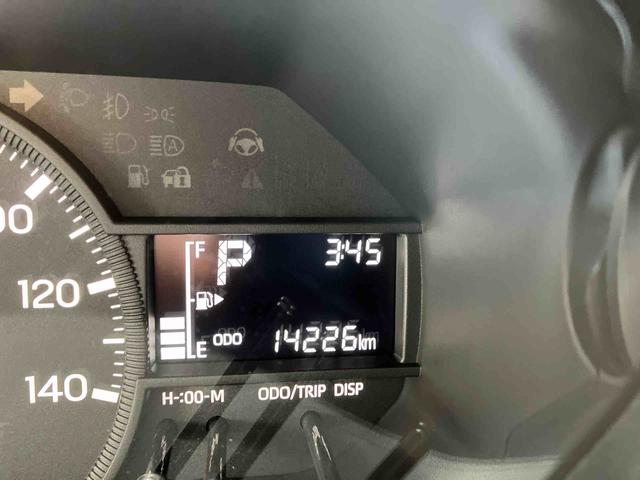 00
120
140
F
P
3:45
E
ODO
14226km
H-:00-M
ODO/TRIP
DISP
A